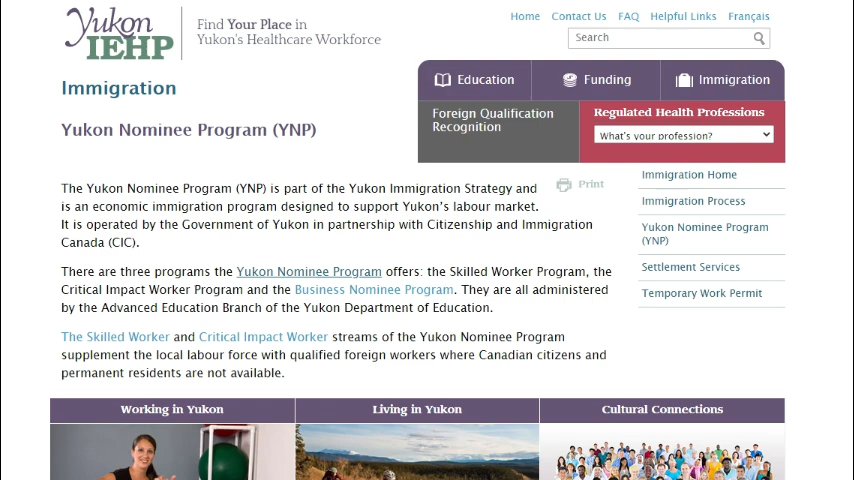 Yukon
IEHP
Find Your Place in
Yukon's Healthcare Workforce
Home Contact Us FAQ Helpful Links Français
Search
Education Funding Immigration
Foreign Qualification
Recognition
Regulated Health Professions
What's your profession?
Immigration
Yukon Nominee Program (YNP)
Print
The Yukon Nominee Program (YNP) is part of the Yukon Immigration Strategy and
is an economic immigration program designed to support Yukon's labour market.
It is operated by the Government of Yukon in partnership with Citizenship and Immigration
Canada (CIC).
There are three programs the Yukon Nominee Program offers: the Skilled Worker Program, the
Critical Impact Worker Program and the Business Nominee Program. They are all administered
by the Advanced Education Branch of the Yukon Department of Education.
The Skilled Worker and Critical Impact Worker streams of the Yukon Nominee Program
supplement the local labour force with qualified foreign workers where Canadian citizens and
permanent residents are not available.
Immigration Home
Immigration Process
Yukon Nominee Program
(YNP)
Settlement Services
Temporary Work Permit
Working in Yukon
Living in Yukon
Cultural Connections